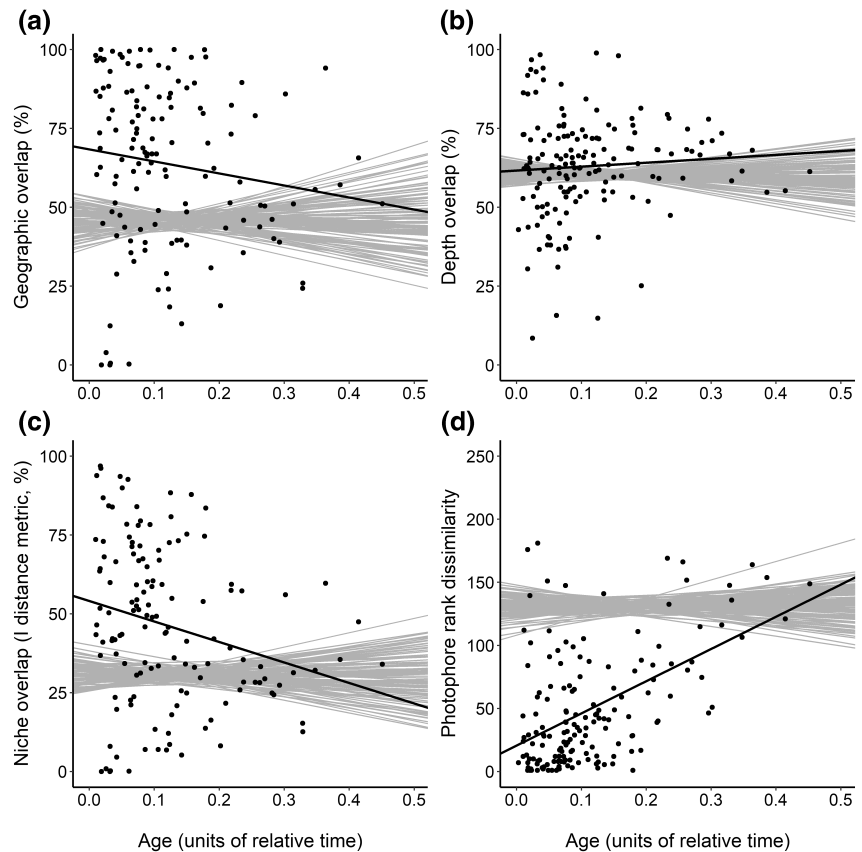 (a)
Geographic overlap (%)
100
75
50
25
0
0.0 0.1 0.2 0.3 0.4 0.5
(b)
Depth overlap (%)
100
75
50
25
0
0.0 0.1 0.2 0.3 0.4 0.5
(c)
Niche overlap (I distance metric, %)
100
75
50
25
0
0.0 0.1 0.2 0.3 0.4 0.5
Age (units of relative time)
(d)
Photophore rank dissimilarity
250
200
150
100
50
0
0.0 0.1 0.2 0.3 0.4 0.5
Age (units of relative time)